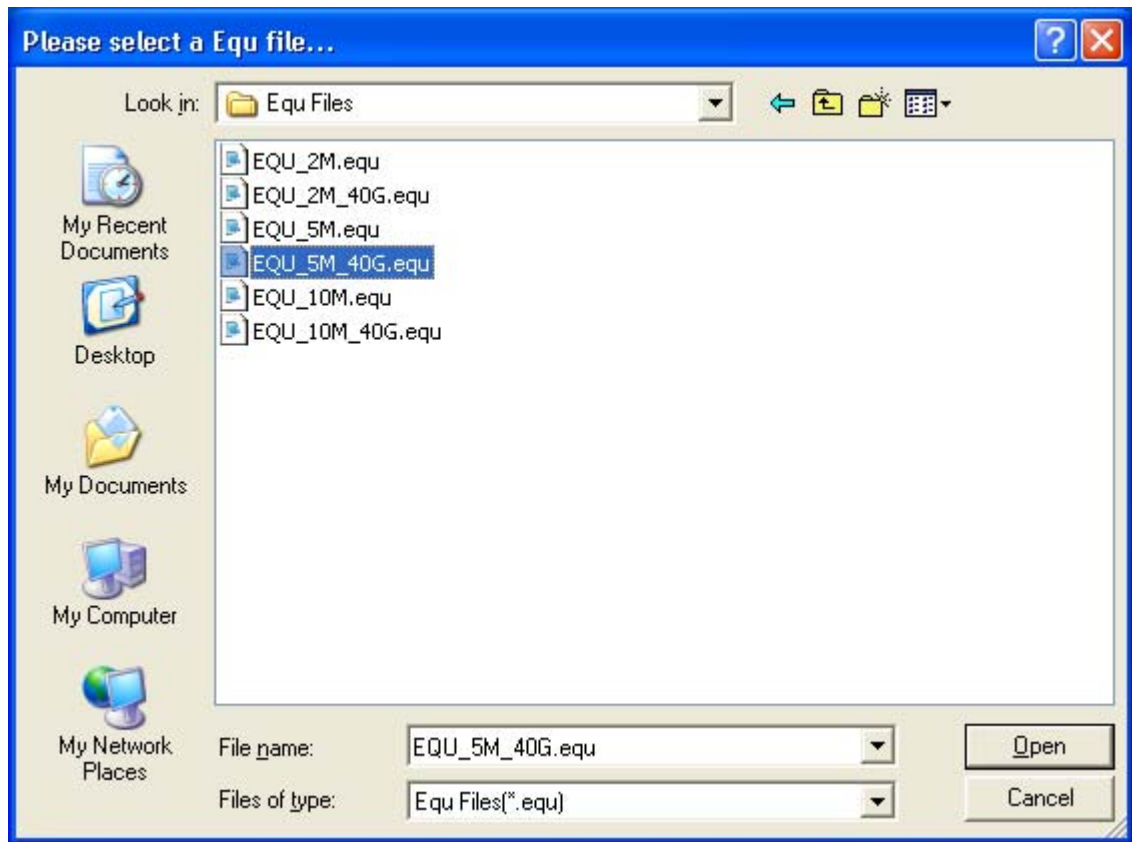 Please select a Equ file...
Look in:
Equ Files
EQU_2M.equ
EQU_2M_40G.equ
EQU_5M.equ
EQU_5M_40G.equ
EQU_10M.equ
EQU_10M_40G.equ
My Recent
Documents
Desktop
My Documents
My Computer
My Network
Places
File name:
EQU_5M_40G.equ
Open
Files of type:
Equ Files(*.equ)
Cancel